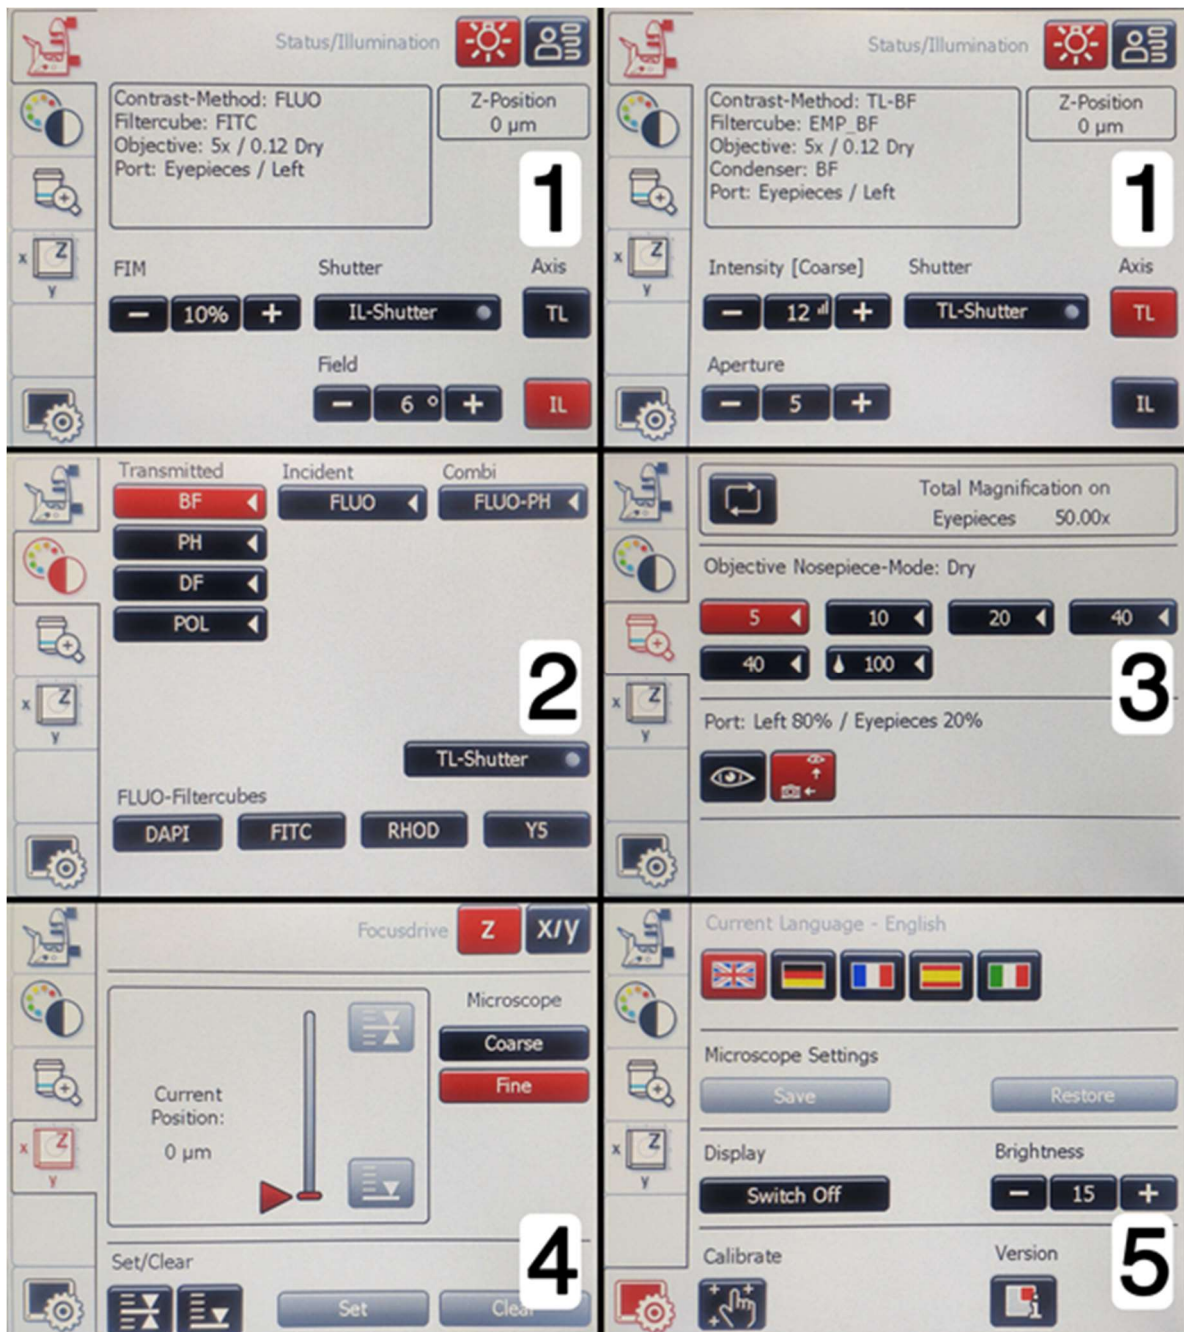 Status/Illumination
Contrast-Method: FLUO
Filtercube: FITC
Objective: 5x / 0.12 Dry
Port: Eyepieces / Left
Z-Position
0 µm
1
x Z
y
FIM
Shutter
Axis
− 10% +
IL-Shutter
TL
Field
− 6 +
IL
Status/Illumination
Contrast-Method: TL-BF
Filtercube: EMP_BF
Objective: 5x / 0.12 Dry
Condenser: BF
Port: Eyepieces / Left
Z-Position
0 µm
1
x Z
y
Intensity [Coarse]
Shutter
Axis
− 12 +
TL-Shutter
TL
Aperture
− 5 +
IL
Transmitted
Incident
Combi
BF
FLUO
FLUO-PH
PH
DF
POL
2
x Z
y
TL-Shutter
FLUO-Filtercubes
DAPI
FITC
RHOD
Y5
Total Magnification on
Eyepieces 50.00x
Objective Nosepiece-Mode: Dry
5
10
20
40
40
100
3
x Z
y
Port: Left 80% / Eyepieces 20%
Focusdrive
Z
x/y
Microscope
Coarse
Fine
Current
Position:
0 µm
x Z
y
4
Set/Clear
Set
Clear
Current Language - English
Microscope Settings
Save
Restore
x Z
y
Display
Brightness
Switch Off
− 15 +
5
Calibrate
Version
i